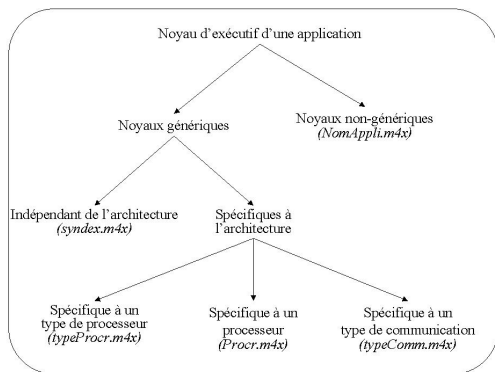 Noyau d'exécutif d'une application
Noyaux génériques
Noyaux non-génériques
(NomAppli.m4x)
Indépendant de l'architecture
(syndex.m4x)
Spécifiques à
l'architecture
Spécifique à un
type de processeur
(typeProcr.m4x)
Spécifique à un
processeur
(Procr.m4x)
Spécifique à un
type de communication
(typeComm.m4x)